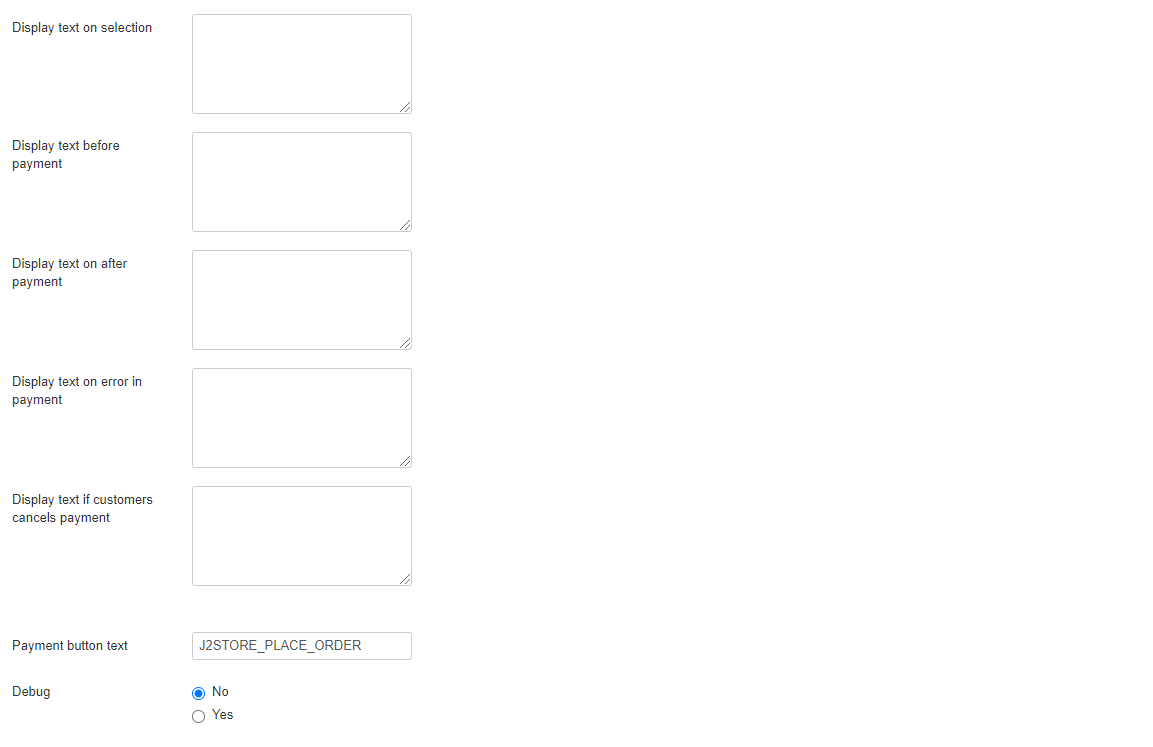 Display text on selection
Display text before
payment
Display text on after
payment
Display text on error in
payment
Display text if customers
cancels payment
Payment button text
J2STORE_PLACE_ORDER
Debug
No
Yes